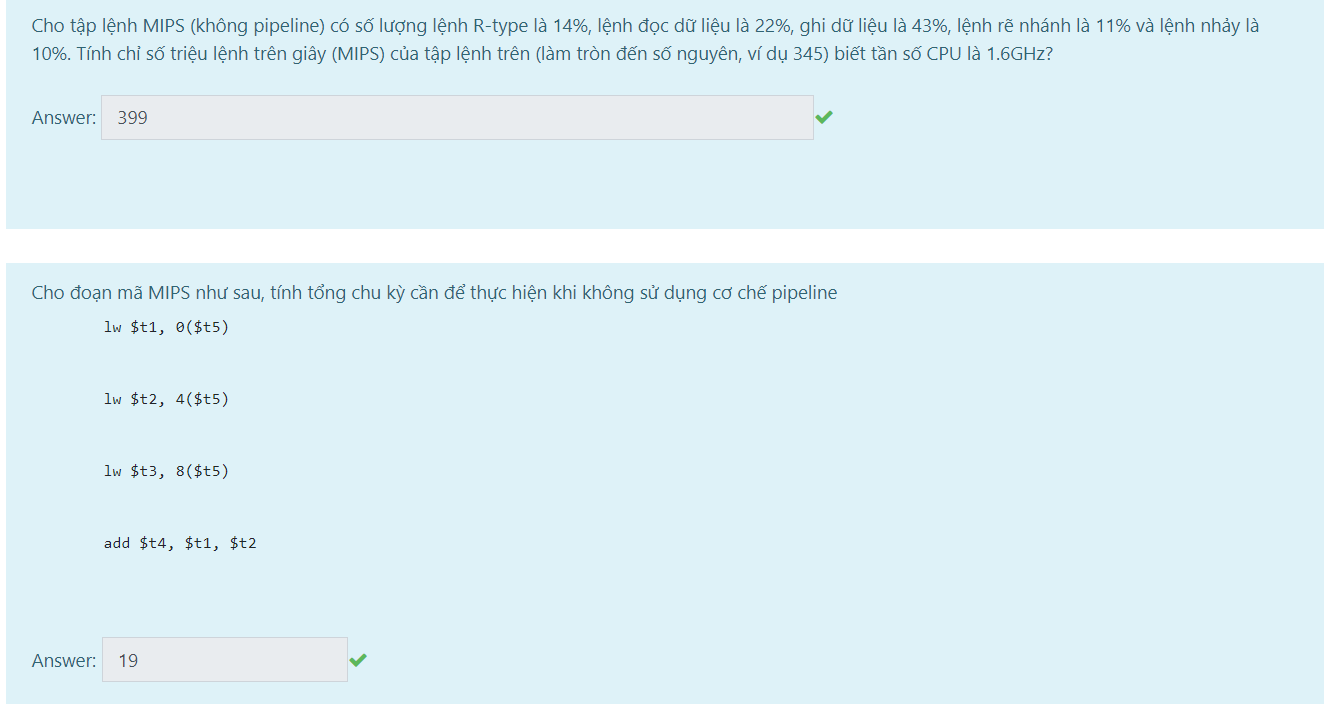 Cho tập lệnh MIPS (không pipeline) có số lượng lệnh R-type là 14%, lệnh đọc dữ liệu là 22%, ghi dữ liệu là 43%, lệnh rẽ nhánh là 11% và lệnh nhảy là
10%. Tính chỉ số triệu lệnh trên giây (MIPS) của tập lệnh trên (làm tròn đến số nguyên, ví dụ 345) biết tần số CPU là 1.6GHz?
Answer: 399
Cho đoạn mã MIPS như sau, tính tổng chu kỳ cần để thực hiện khi không sử dụng cơ chế pipeline
lw $t1, 0($t5)
lw $t2, 4($t5)
lw $t3, 8($t5)
add $t4, $t1, $t2
Answer: 19